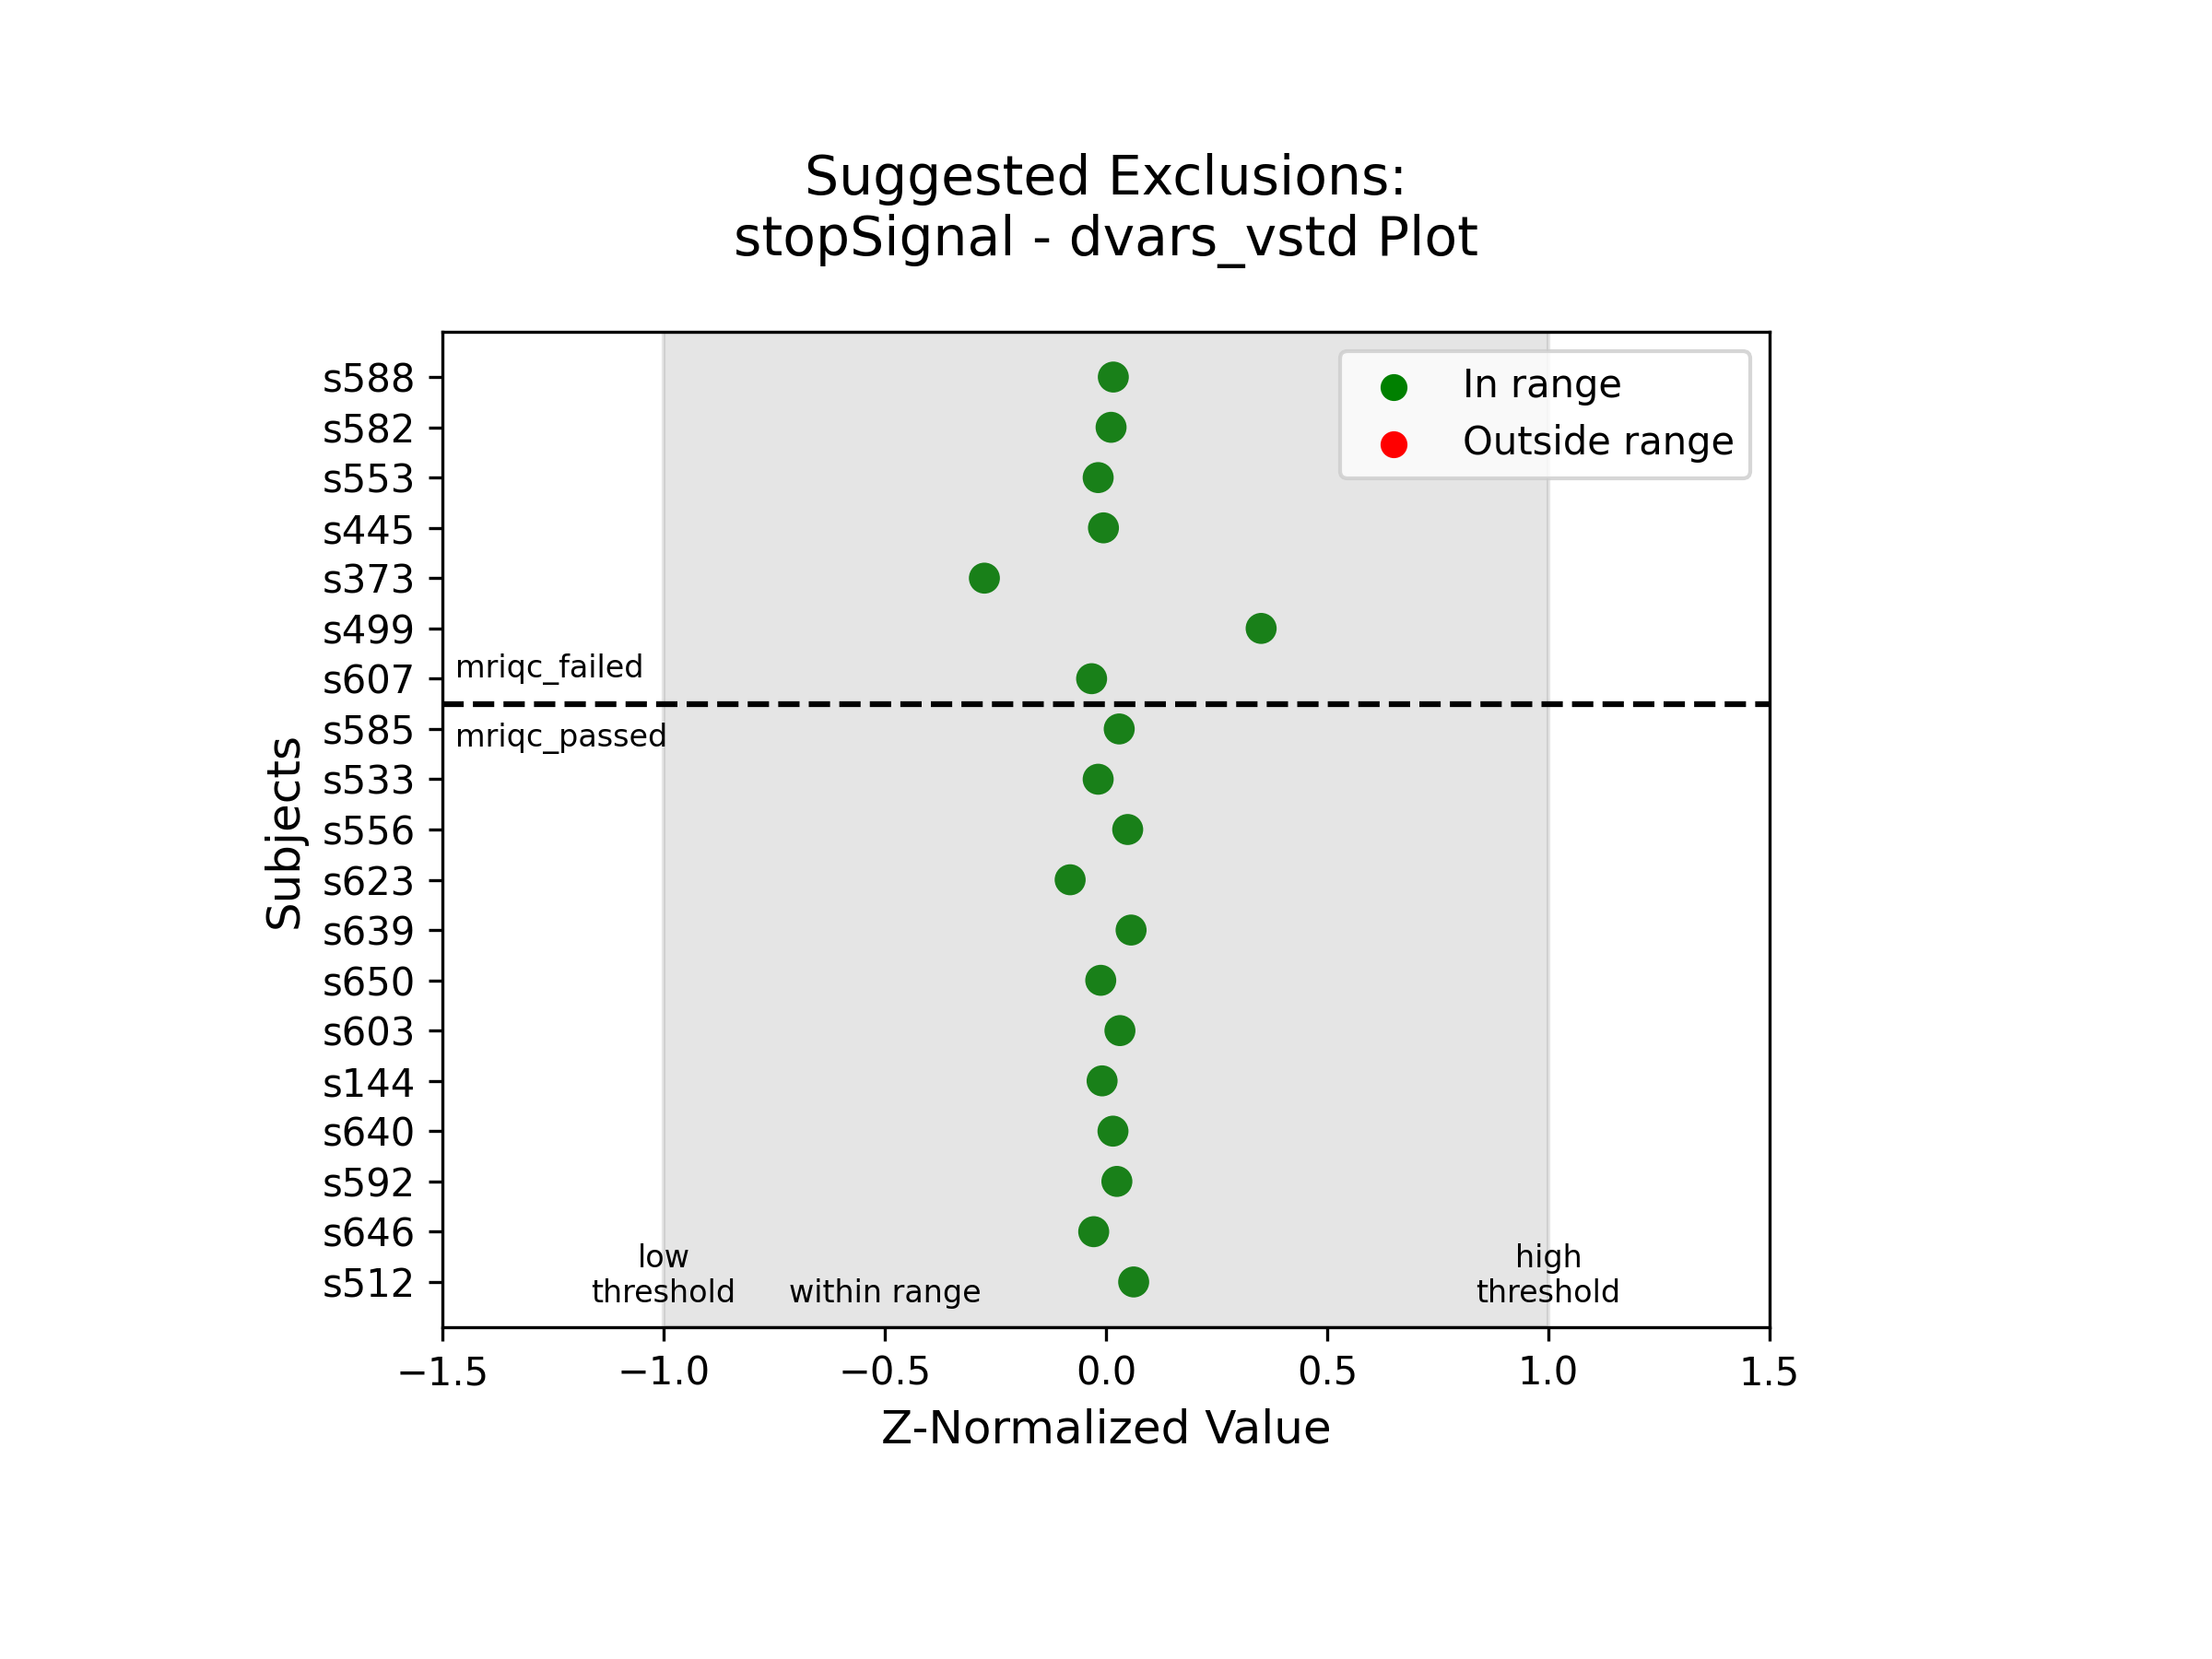 Suggested Exclusions:
stopSignal - dvars_vstd Plot
In range
Outside range
s588
s582
s553
s445
s373
s499
s607
mriqc_failed
s585
mriqc_passed
s533
s556
s623
s639
s650
s603
s144
s640
s592
s646
s512
Subjects
low
threshold
within range
high
threshold
−1.5 −1.0 −0.5 0.0 0.5 1.0 1.5
Z-Normalized Value